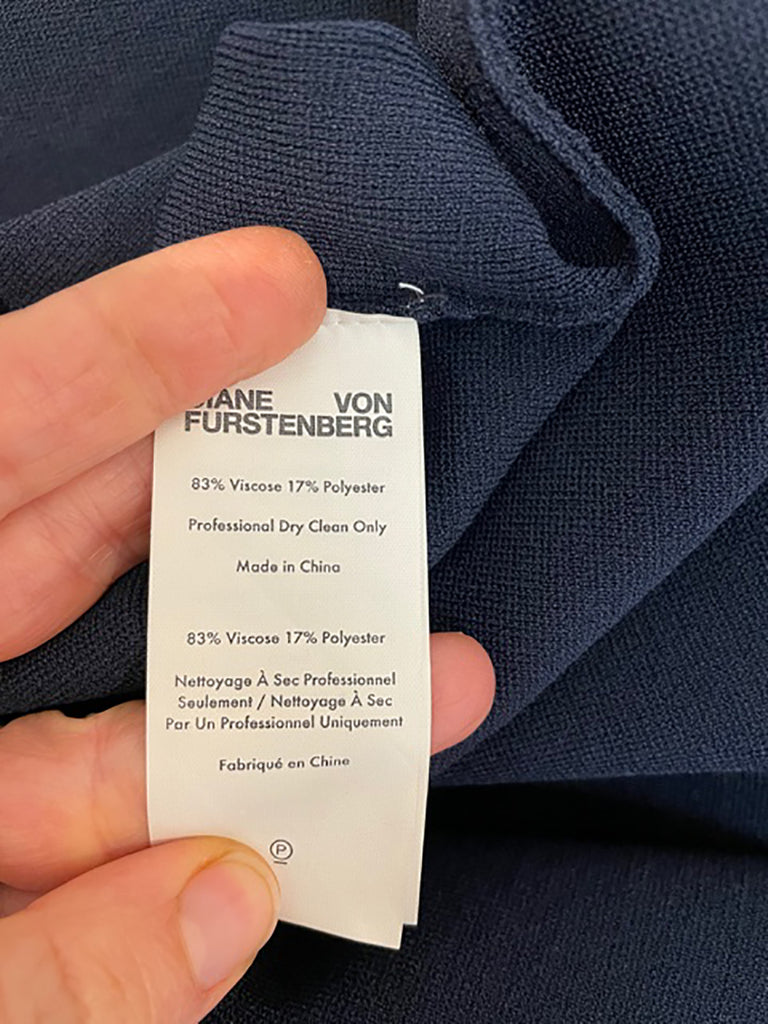 DIANE VON
FURSTENBERG
83% Viscose 17% Polyester
Professional Dry Clean Only
Made in China
83% Viscose 17% Polyester
Nettoyage À Sec Professionnel
Seulement / Nettoyage À Sec
Par Un Professionnel Uniquement
Fabriqué en Chine
P